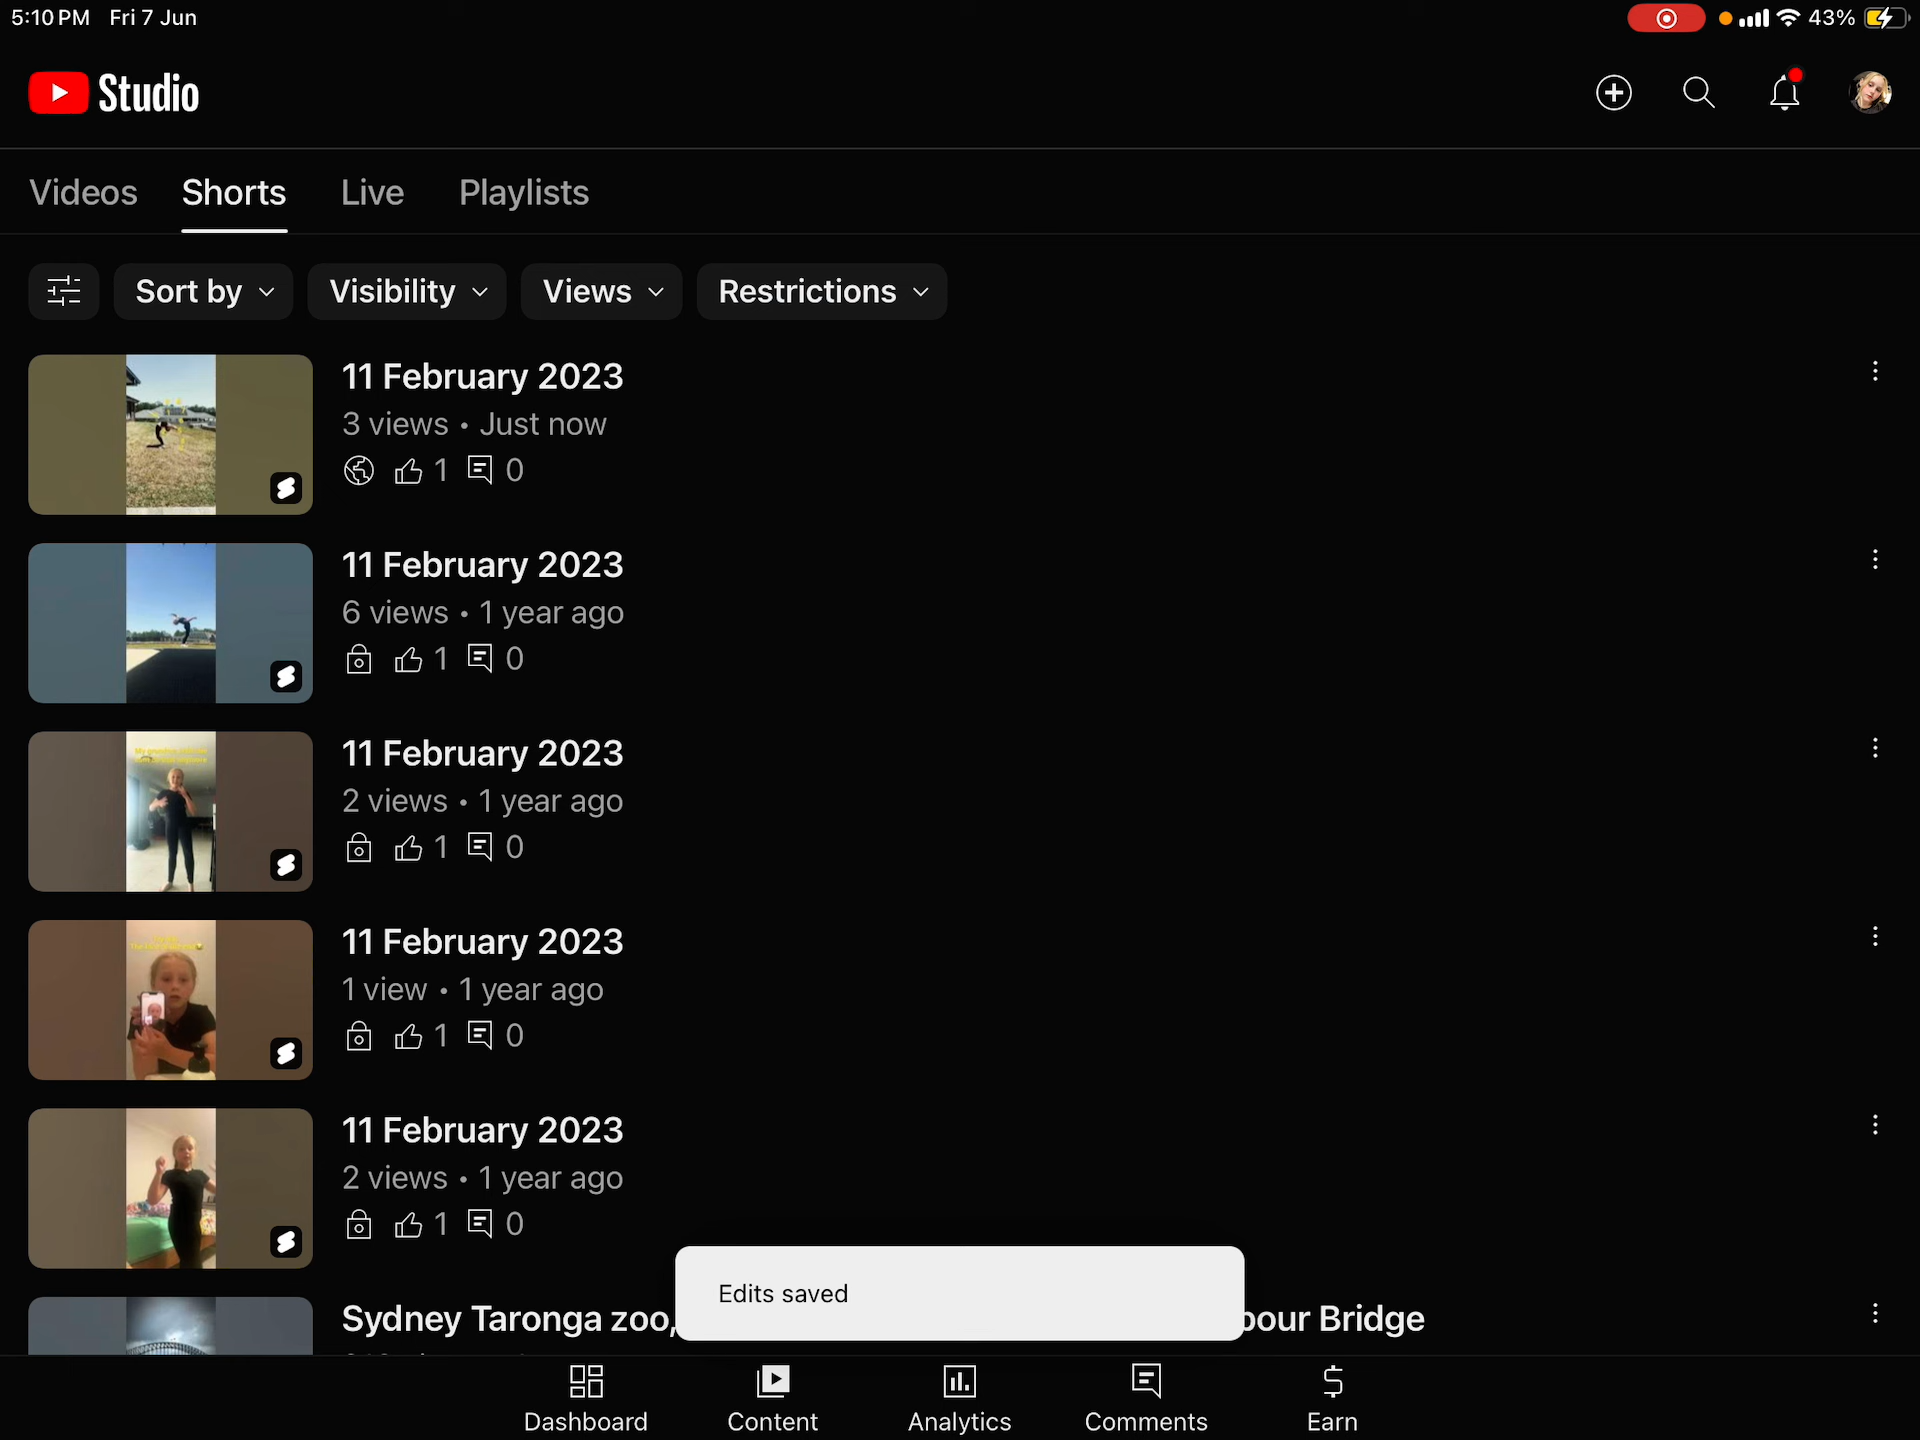 5:10 PM Fri 7 Jun
43%
Studio
Videos Shorts Live Playlists
Sort by Visibility Views Restrictions
11 February 2023
3 views • Just now
1 0
11 February 2023
6 views • 1 year ago
1 0
11 February 2023
2 views • 1 year ago
1 0
11 February 2023
1 view • 1 year ago
1 0
11 February 2023
2 views • 1 year ago
1 0
Edits saved
Sydney Taronga zoo, bour Bridge
Dashboard Content Analytics Comments Earn